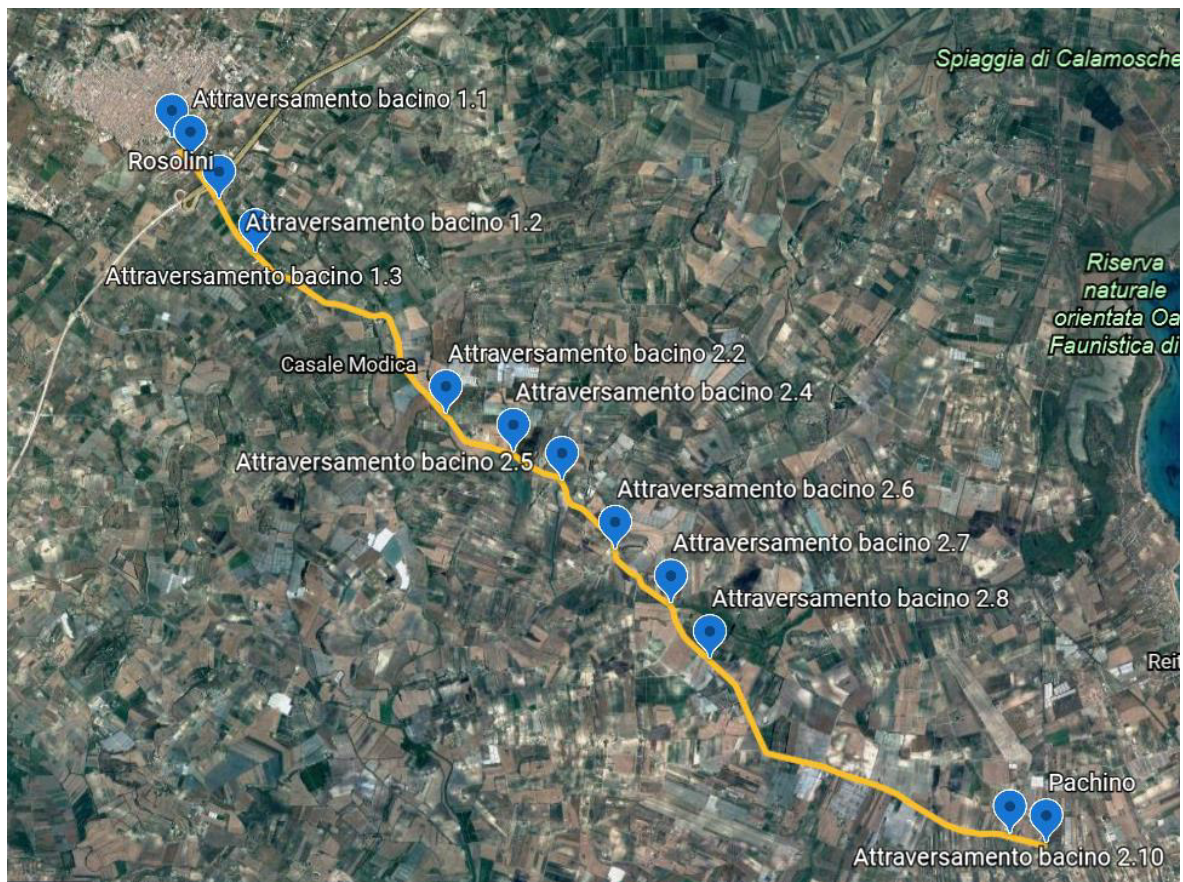 Spiaggia di Calamosche
Attraversamento bacino 1.1
Rosolini
Attraversamento bacino 1.2
Attraversamento bacino 1.3
Riserva
naturale
orientata Oa
Faunistica di
Attraversamento bacino 2.2
Casale Modica
Attraversamento bacino 2.4
Attraversamento bacino 2.5
Attraversamento bacino 2.6
Attraversamento bacino 2.7
Attraversamento bacino 2.8
Reit
Pachino
Attraversamento bacino 2.10